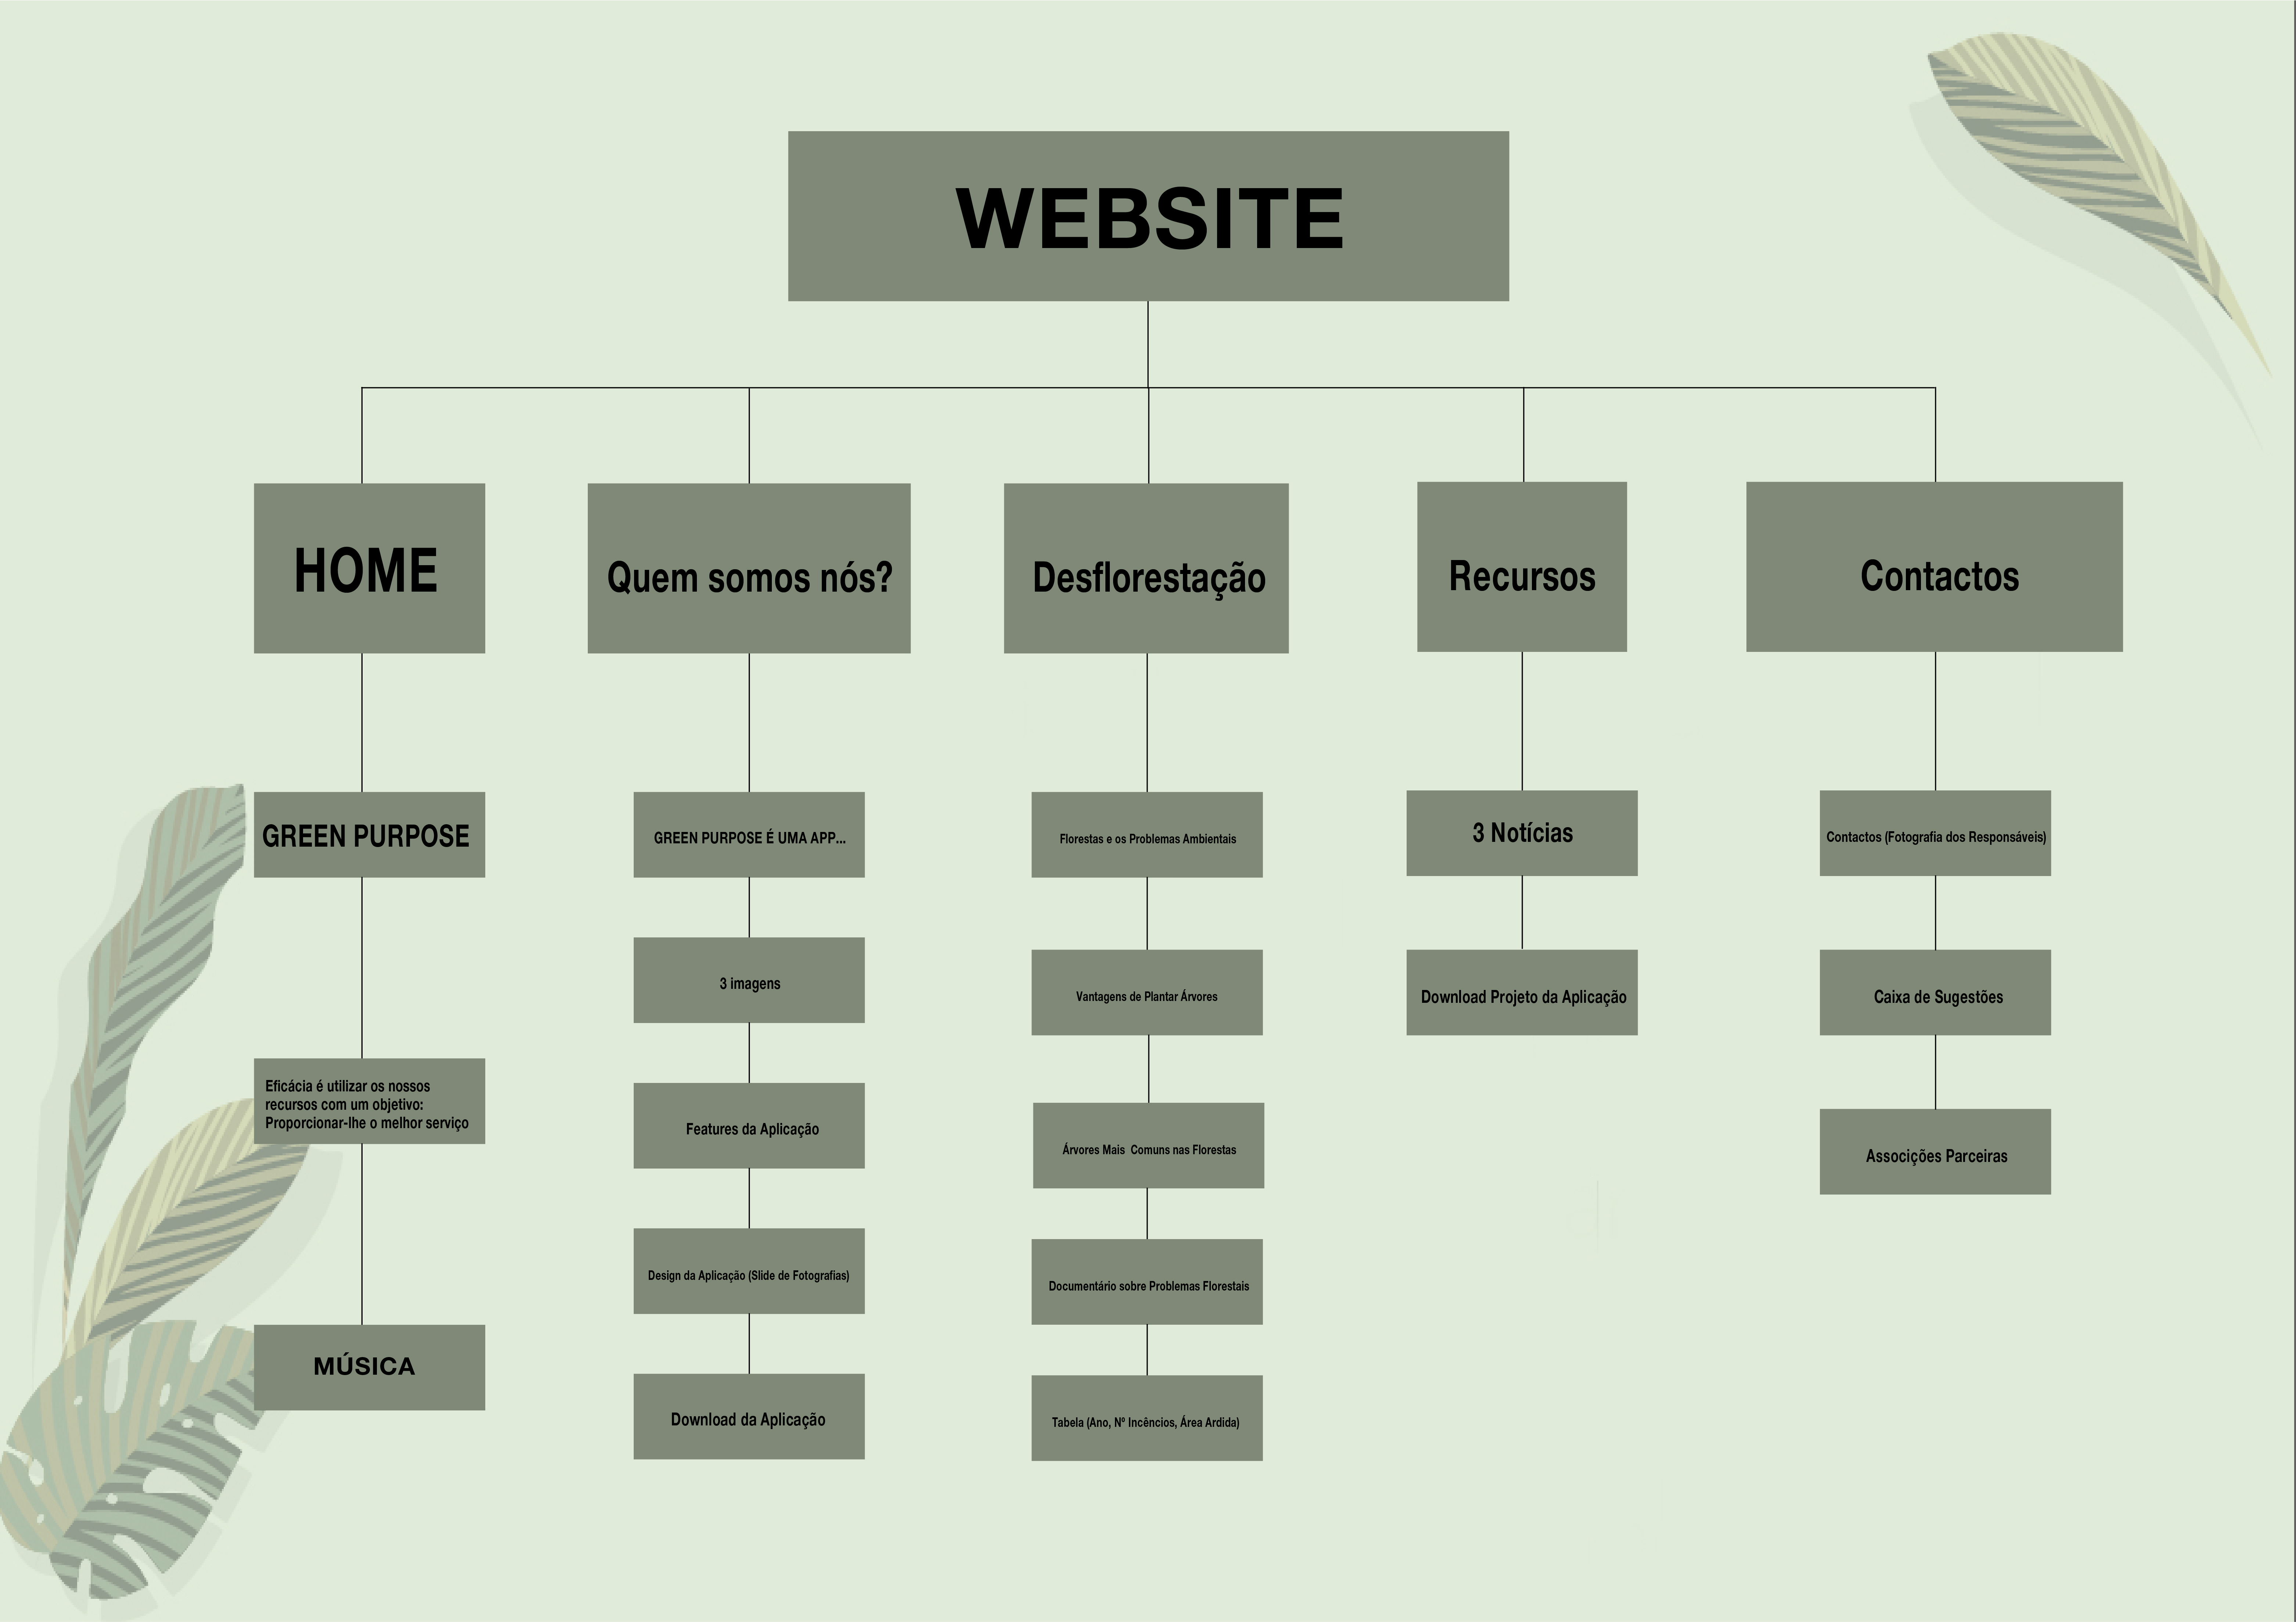 WEBSITE
HOME
Quem somos nós?
Desflorestação
Recursos
Contactos
GREEN PURPOSE
Eficácia é utilizar os nossos
recursos com um objetivo:
Proporcionar-lhe o melhor serviço
MÚSICA
GREEN PURPOSE É UMA APP...
3 imagens
Features da Aplicação
Design da Aplicação (Slide de Fotografias)
Download da Aplicação
Florestas e os Problemas Ambientais
Vantagens de Plantar Árvores
Árvores Mais  Comuns nas Florestas
Documentário sobre Problemas Florestais
Tabela (Ano, Nº Incêncios, Área Ardida)
3 Notícias
Download Projeto da Aplicação
Contactos (Fotografia dos Responsáveis)
Caixa de Sugestões
Associções Parceiras